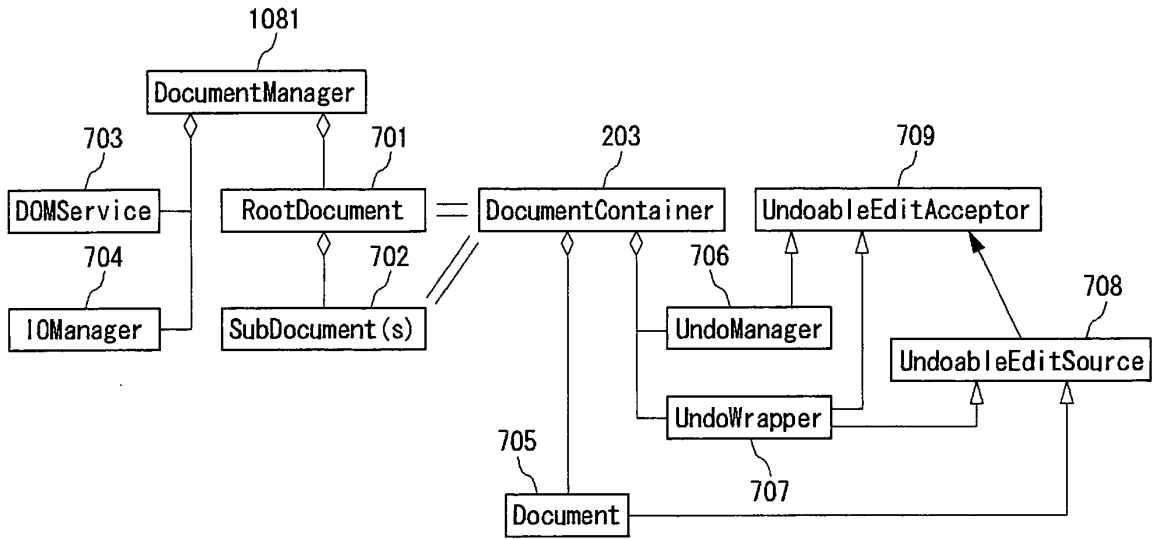 1081
DocumentManager
703
701
203
709
DOMService
RootDocument
DocumentContainer
UndoableEditAcceptor
704
702
706
708
IOManager
SubDocument(s)
UndoManager
UndoableEditSource
UndoWrapper
705
707
Document